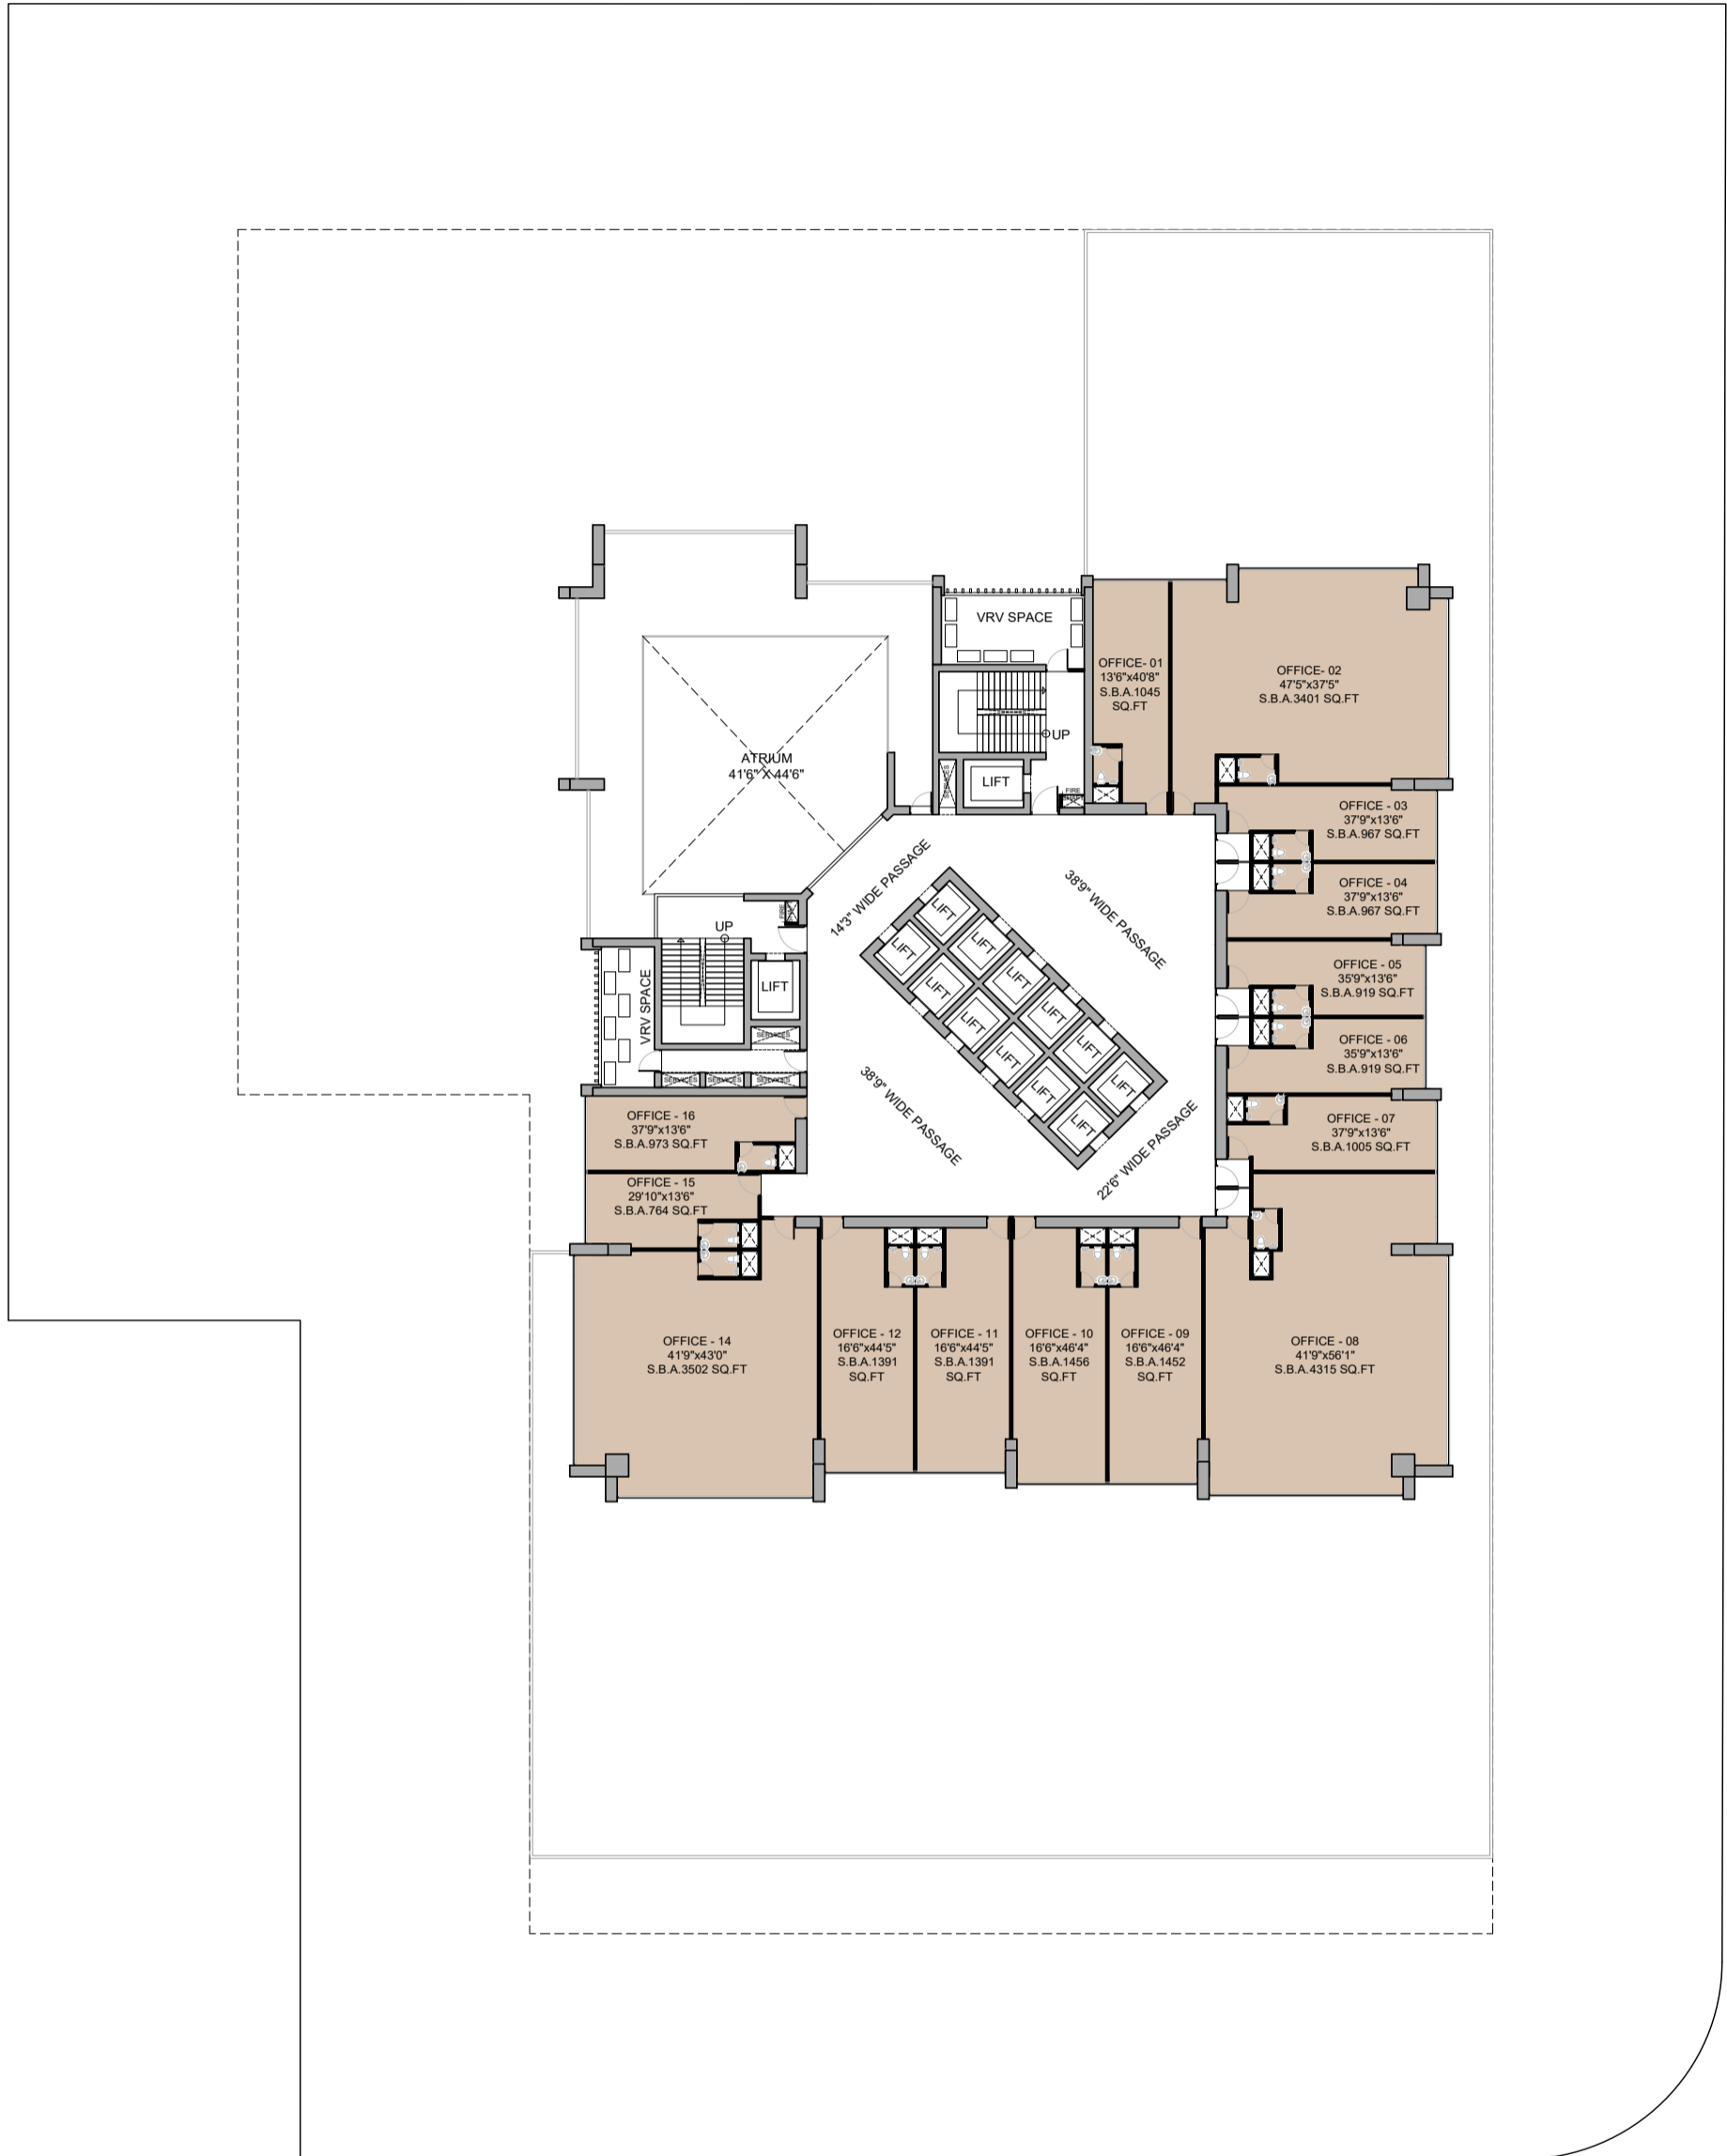 VRV SPACE
OFFICE- 01
13'6"x40'8"
S.B.A.1045
SQ.FT
OFFICE- 02
47'5"x37'5"
S.B.A.3401 SQ.FT
UP
LIFT
SERVICES
FIRE
ATRIUM
41'6" X 44'6"
OFFICE - 03
37'9"x13'6"
S.B.A.967 SQ.FT
OFFICE - 04
37'9"x13'6"
S.B.A.967 SQ.FT
14'3" WIDE PASSAGE
38'9" WIDE PASSAGE
LIFT
LIFT
LIFT
LIFT
LIFT
LIFT
LIFT
LIFT
LIFT
LIFT
LIFT
LIFT
FIRE
UP
LIFT
VRV SPACE
SERVICES
SERVICES
SERVICES
SERVICES
OFFICE - 05
35'9"x13'6"
S.B.A.919 SQ.FT
OFFICE - 06
35'9"x13'6"
S.B.A.919 SQ.FT
38'9" WIDE PASSAGE
22'6" WIDE PASSAGE
OFFICE - 07
37'9"x13'6"
S.B.A.1005 SQ.FT
OFFICE - 16
37'9"x13'6"
S.B.A.973 SQ.FT
OFFICE - 15
29'10"x13'6"
S.B.A.764 SQ.FT
OFFICE - 14
41'9"x43'0"
S.B.A.3502 SQ.FT
OFFICE - 12
16'6"x44'5"
S.B.A.1391
SQ.FT
OFFICE - 11
16'6"x44'5"
S.B.A.1391
SQ.FT
OFFICE - 10
16'6"x46'4"
S.B.A.1456
SQ.FT
OFFICE - 09
16'6"x46'4"
S.B.A.1452
SQ.FT
OFFICE - 08
41'9"x56'1"
S.B.A.4315 SQ.FT